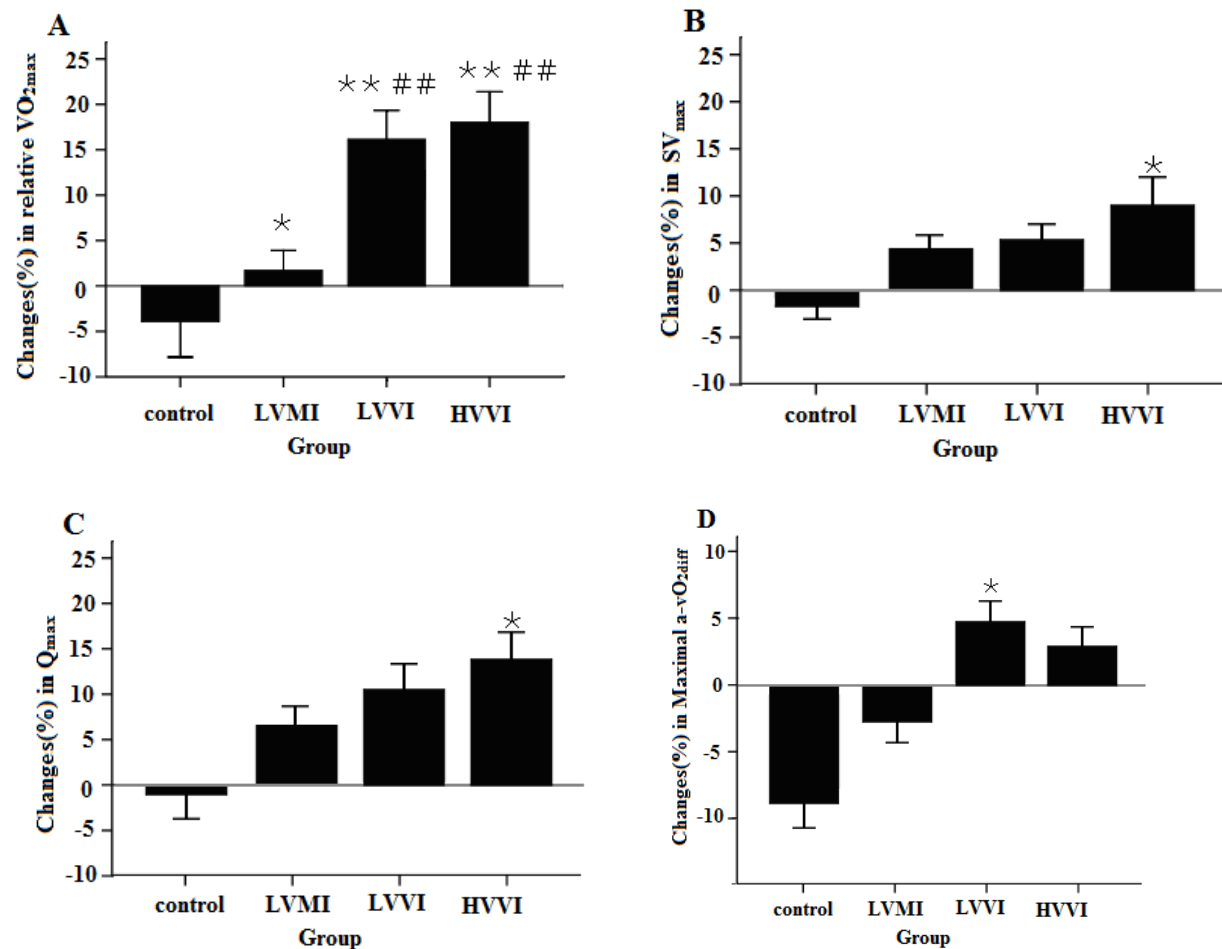 A
Changes(%) in relative VO2max
25
20
15
10
5
0
-5
-10
*
** ##
** ##
control LVMI LVVI HVVI
Group
B
Changes(%) in SVmax
25
20
15
10
5
0
-5
-10
*
control LVMI LVVI HVVI
Group
C
Changes(%) in Qmax
25
20
15
10
5
0
-5
-10
*
control LVMI LVVI HVVI
Group
D
Changes(%) in Maximal a-vO2diff
10
5
0
-5
-10
*
control LVMI LVVI HVVI
Group